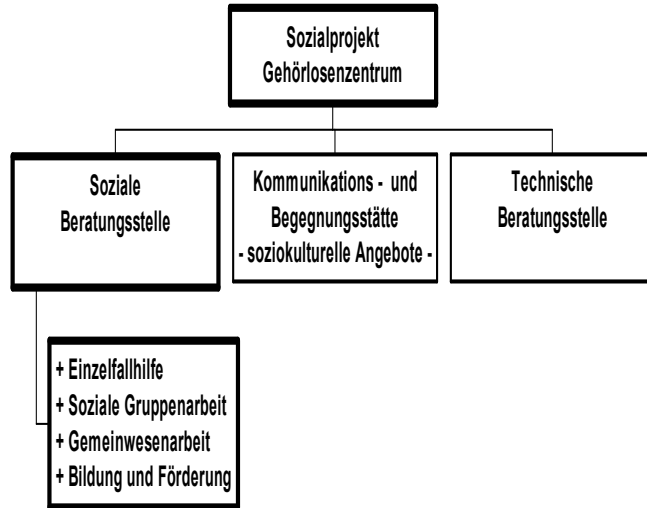 Sozialprojekt
Gehörlosenzentrum
Soziale
Beratungsstelle
Kommunikations - und
Begegnungsstätte
- soziokulturelle Angebote -
Technische
Beratungsstelle
+ Einzelfallhilfe
+ Soziale Gruppenarbeit
+ Gemeinwesenarbeit
+ Bildung und Förderung